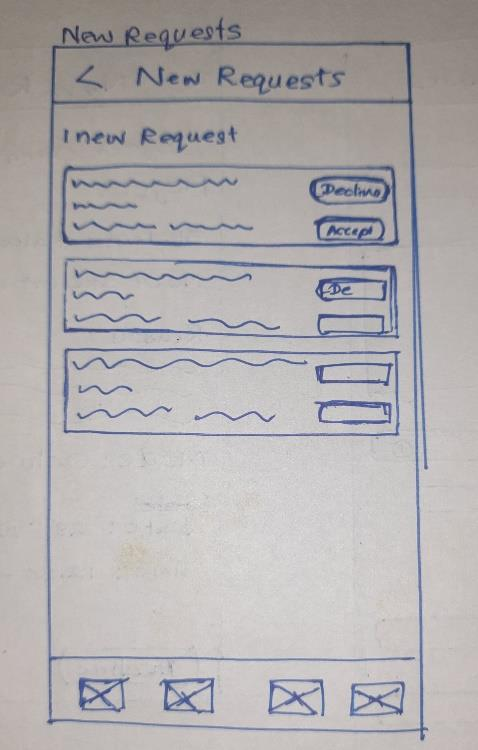 New Requests
< New Requests
1 new Request
Decline
Accept
De